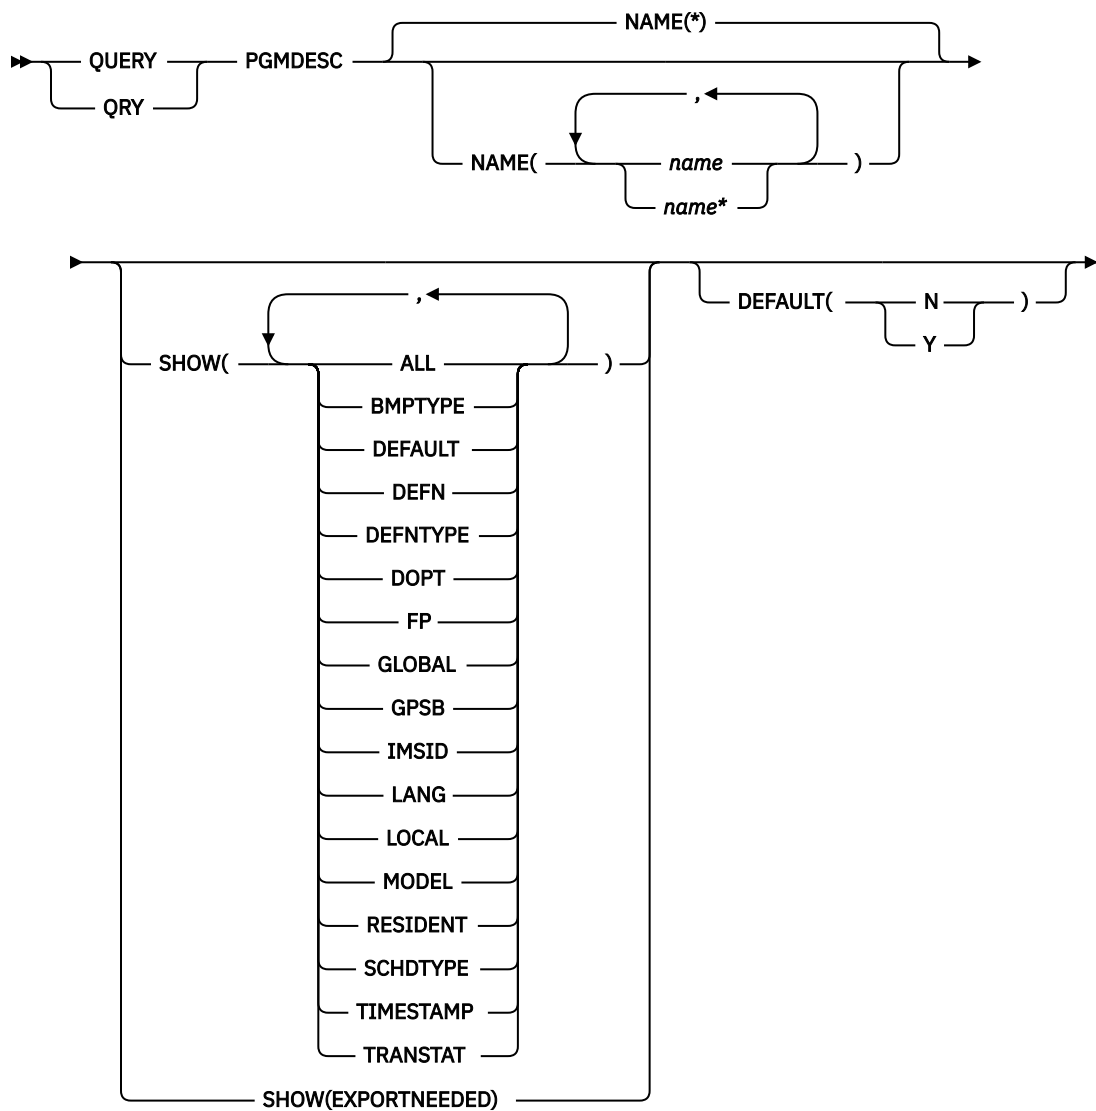 NAME(*)
QUERY PGMDESC
QRY
,
NAME( name )
name*
DEFAULT( N )
Y
,
SHOW( ALL )
BMPTYPE
DEFAULT
DEFN
DEFNTYPE
DOPT
FP
GLOBAL
GPSB
IMSID
LANG
LOCAL
MODEL
RESIDENT
SCHDTYPE
TIMESTAMP
TRANSTAT
SHOW(EXPORTNEEDED)